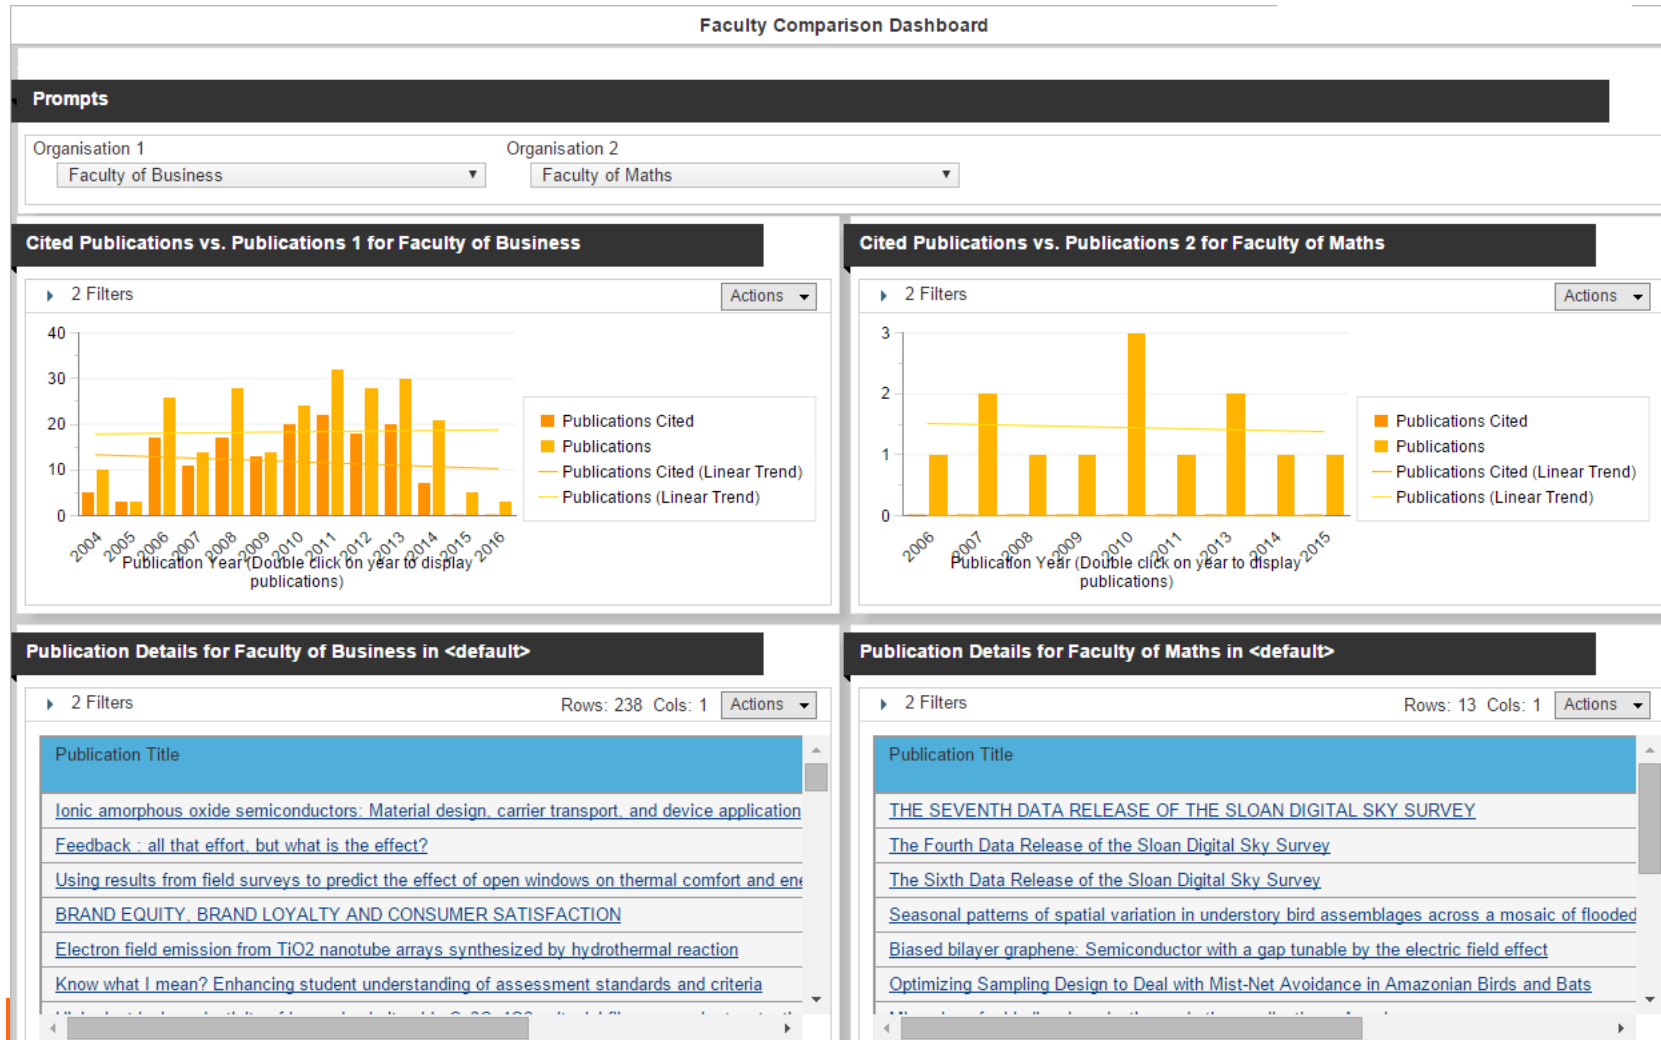 Faculty Comparison Dashboard
Prompts
Organisation 1
Organisation 2
Faculty of Business
Faculty of Maths
Cited Publications vs. Publications 1 for Faculty of Business
2 Filters
Actions
40
30
20
10
0
2004
2005
2006
2007
2008
2009
2010
2011
2012
2013
2014
2015
2016
Publication Year (Double click on year to display
publications)
Publications Cited
Publications
Publications Cited (Linear Trend)
Publications (Linear Trend)
Cited Publications vs. Publications 2 for Faculty of Maths
2 Filters
Actions
3
2
1
0
2006
2007
2008
2009
2010
2011
2013
2014
2015
Publication Year (Double click on year to display
publications)
Publications Cited
Publications
Publications Cited (Linear Trend)
Publications (Linear Trend)
Publication Details for Faculty of Business in <default>
2 Filters
Rows: 238 Cols: 1
Actions
Publication Title
Ionic amorphous oxide semiconductors: Material design, carrier transport, and device application
Feedback : all that effort, but what is the effect?
Using results from field surveys to predict the effect of open windows on thermal comfort and ene
BRAND EQUITY, BRAND LOYALTY AND CONSUMER SATISFACTION
Electron field emission from TiO2 nanotube arrays synthesized by hydrothermal reaction
Know what I mean? Enhancing student understanding of assessment standards and criteria
Publication Details for Faculty of Maths in <default>
2 Filters
Rows: 13 Cols: 1
Actions
Publication Title
THE SEVENTH DATA RELEASE OF THE SLOAN DIGITAL SKY SURVEY
The Fourth Data Release of the Sloan Digital Sky Survey
The Sixth Data Release of the Sloan Digital Sky Survey
Seasonal patterns of spatial variation in understory bird assemblages across a mosaic of flooded
Biased bilayer graphene: Semiconductor with a gap tunable by the electric field effect
Optimizing Sampling Design to Deal with Mist-Net Avoidance in Amazonian Birds and Bats